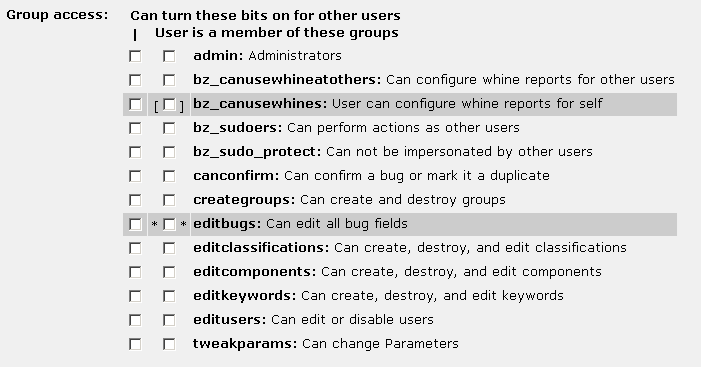 Group access: Can turn these bits on for other users
| User is a member of these groups
admin: Administrators
bz_canusewhineatothers: Can configure whine reports for other users
[ ] bz_canusewhines: User can configure whine reports for self
bz_sudoers: Can perform actions as other users
bz_sudo_protect: Can not be impersonated by other users
canconfirm: Can confirm a bug or mark it a duplicate
creategroups: Can create and destroy groups
* * editbugs: Can edit all bug fields
editclassifications: Can create, destroy, and edit classifications
editcomponents: Can create, destroy, and edit components
editkeywords: Can create, destroy, and edit keywords
editusers: Can edit or disable users
tweakparams: Can change Parameters